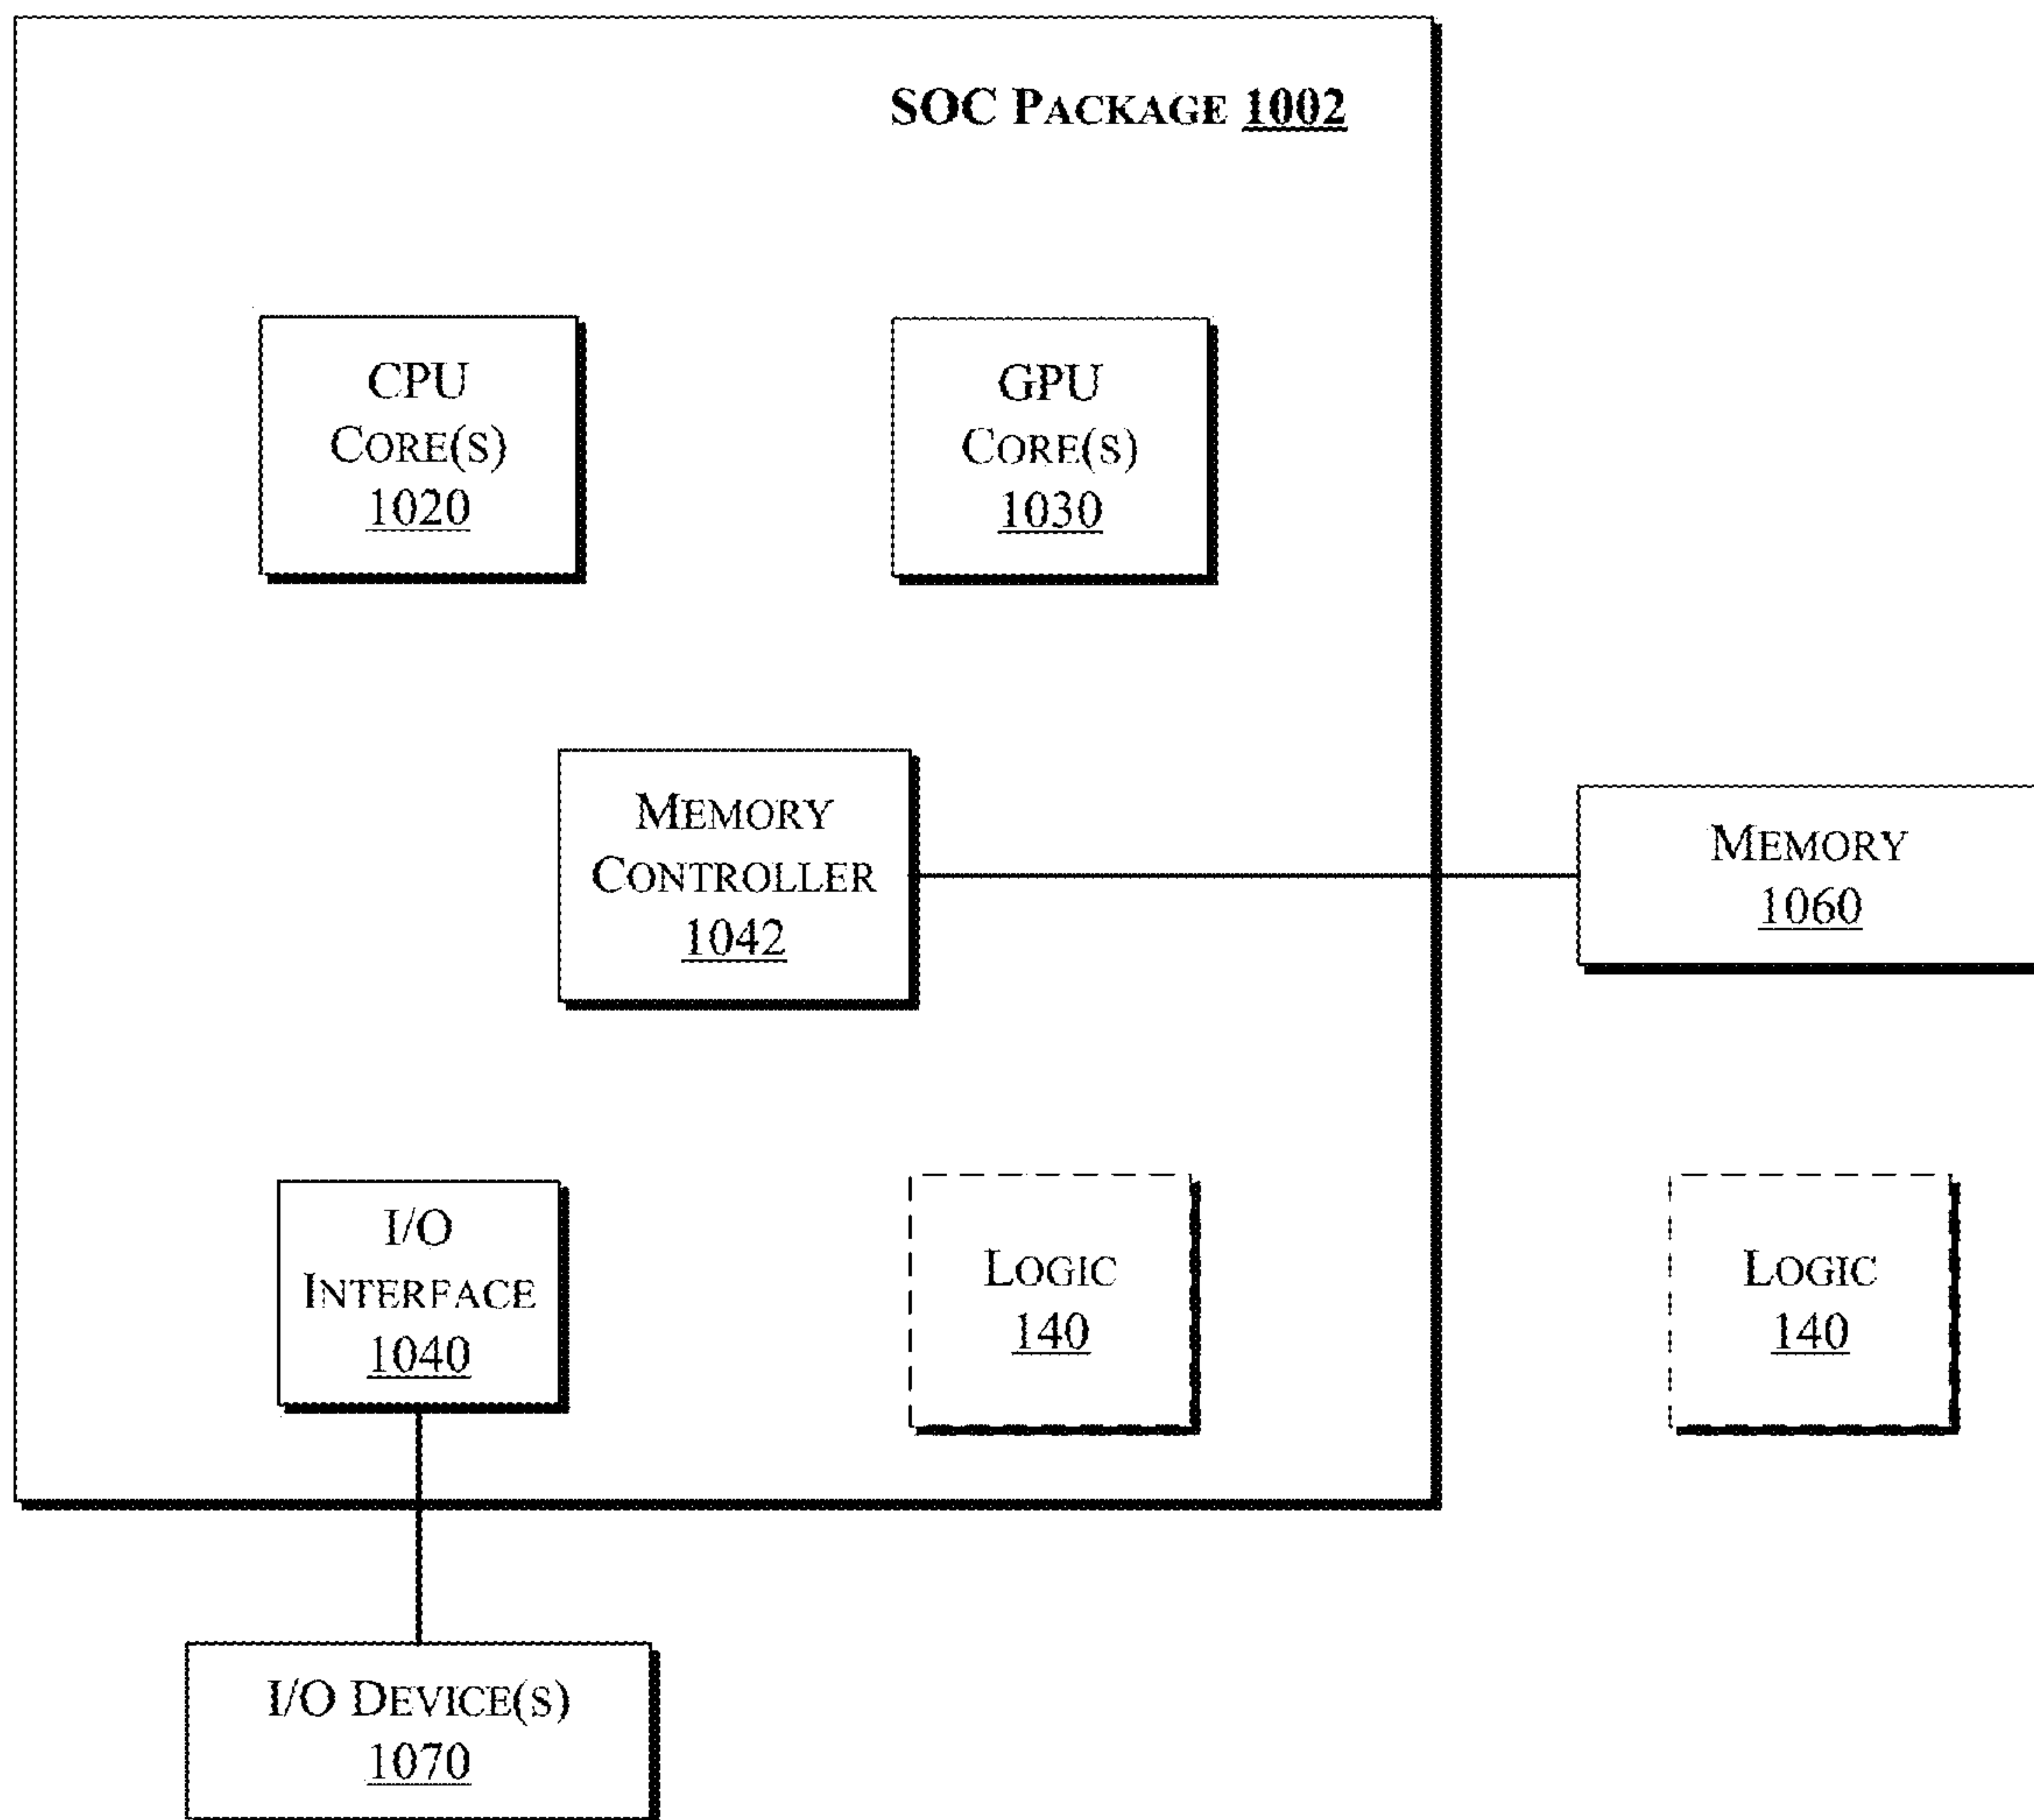 SOC PACKAGE 1002
CPU
CORE(S)
1020
GPU
CORE(S)
1030
MEMORY
CONTROLLER
1042
MEMORY
1060
I/O
INTERFACE
1040
LOGIC
140
LOGIC
140
I/O DEVICE(S)
1070